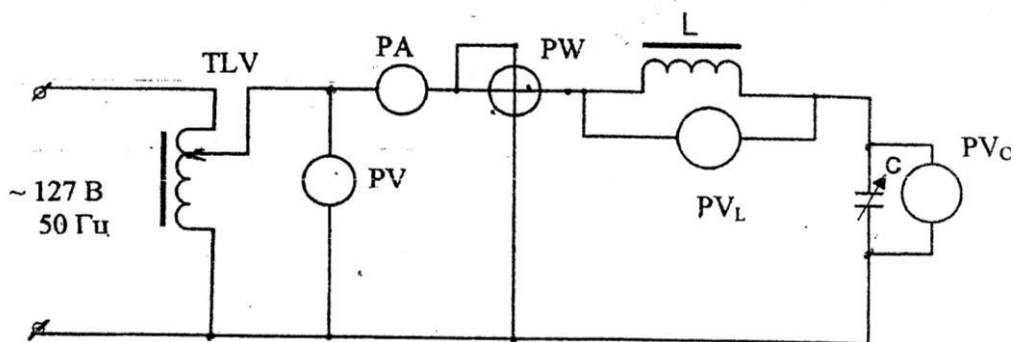 L
PA
PW
TLV
PV
PV_C
C
~ 127 В
50 Гц
PV_L